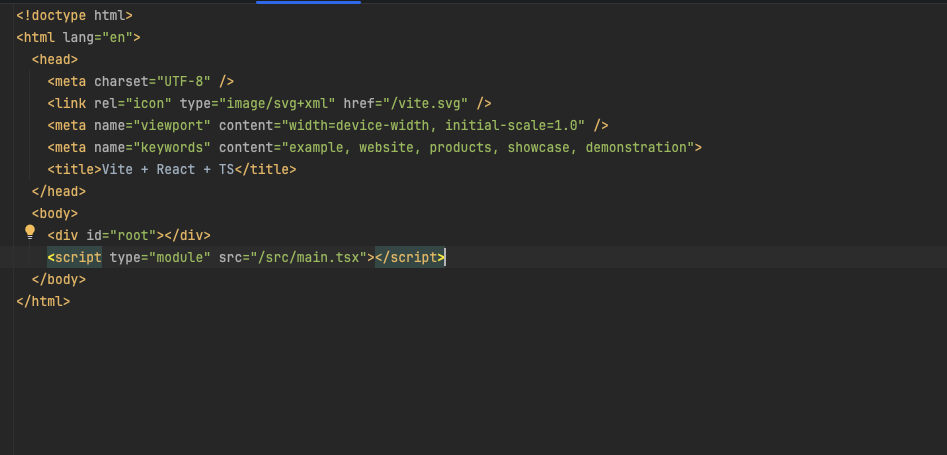 <!doctype html>
<html lang="en">
  <head>
    <meta charset="UTF-8" />
    <link rel="icon" type="image/svg+xml" href="/vite.svg" />
    <meta name="viewport" content="width=device-width, initial-scale=1.0" />
    <meta name="keywords" content="example, website, products, showcase, demonstration">
    <title>Vite + React + TS</title>
  </head>
  <body>
    <div id="root"></div>
    <script type="module" src="/src/main.tsx"></script>
  </body>
</html>